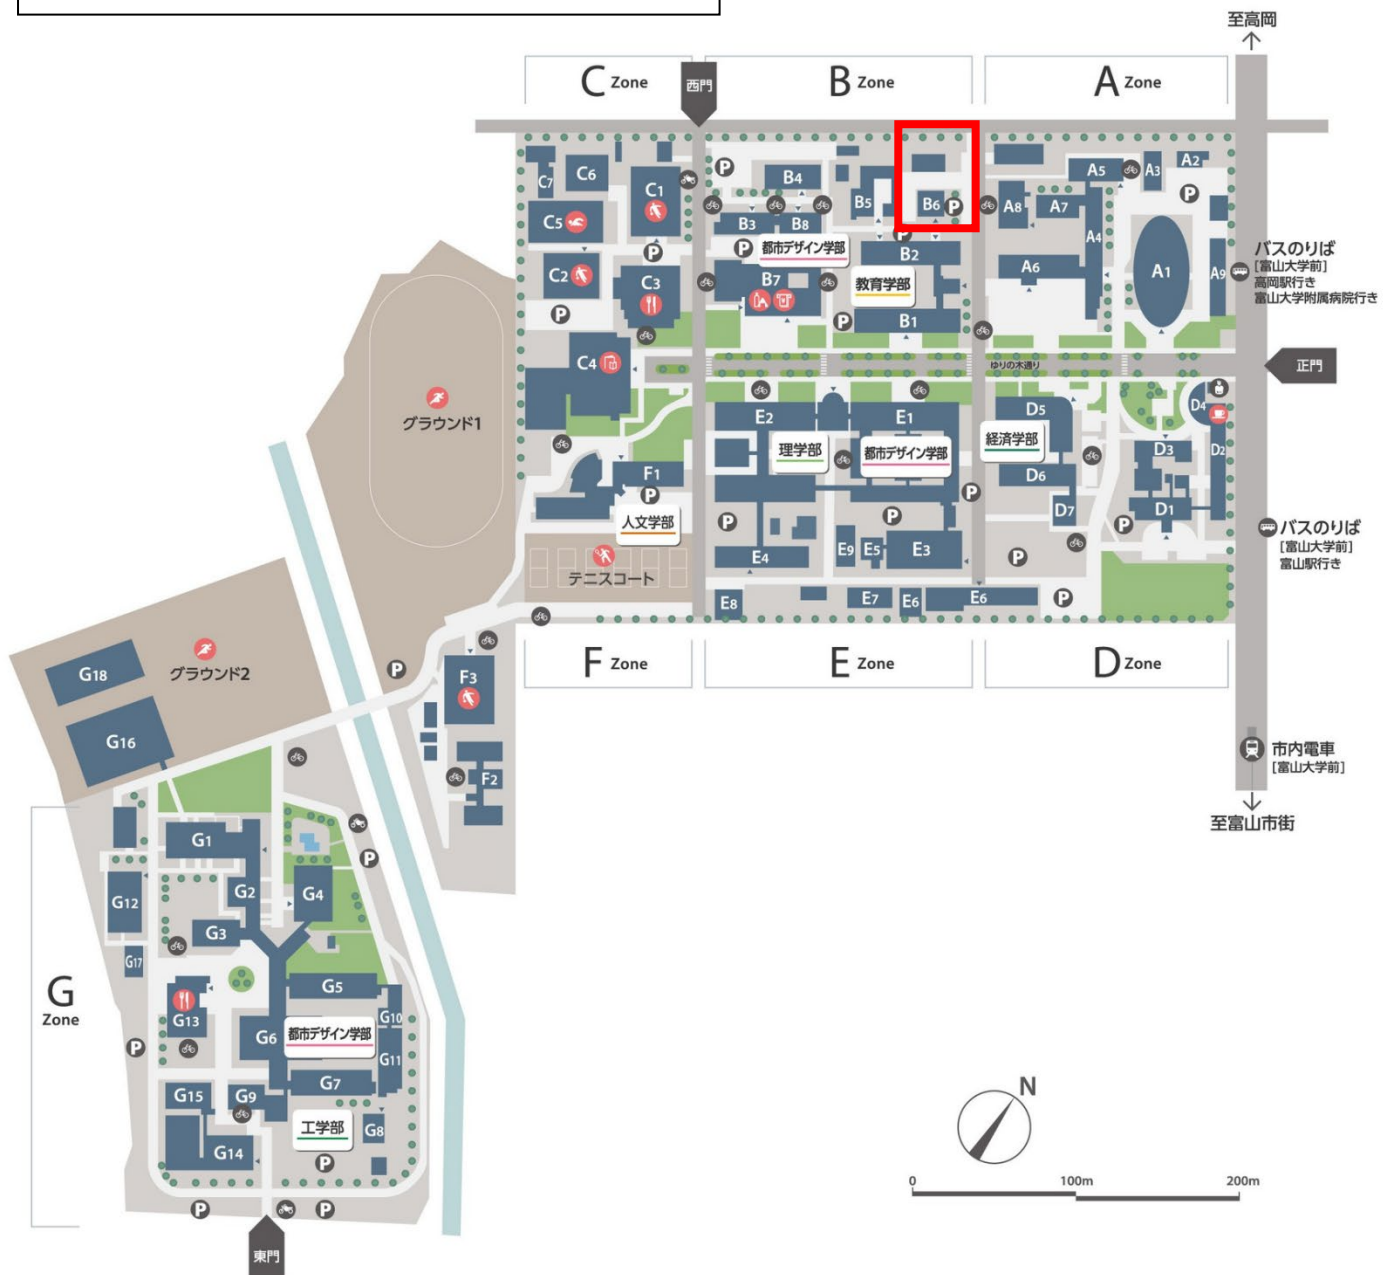 至高岡
C Zone
西門
B Zone
A Zone
C7
C6
C1
P
B4
B5
B6
P
A8
A7
A5
A3
A2
P
C5
B3
B8
P
都市デザイン学部
P
B2
A4
A6
A1
A9
バスのりば
[富山大学前]
高岡駅行き
富山大学附属病院行き
C2
P
C3
B7
教育学部
P
B1
P
C4
ゆりの木通り
正門
グラウンド1
E2
E1
D5
D4
理学部
都市デザイン学部
経済学部
D3
D2
F1
P
D6
P
D7
D1
P
人文学部
P
P
E4
E9
E5
E3
P
バスのりば
[富山大学前]
富山駅行き
テニスコート
E8
E7
E6
E6
P
F Zone
E Zone
D Zone
G18
グラウンド2
P
F3
G16
F2
市内電車
[富山大学前]
至富山市街
G1
P
G2
G4
G12
G3
G17
G5
G
Zone
G13
G10
G6
都市デザイン学部
P
G11
G7
G15
G9
工学部
G8
G14
P
P
P
東門
N
0
100m
200m